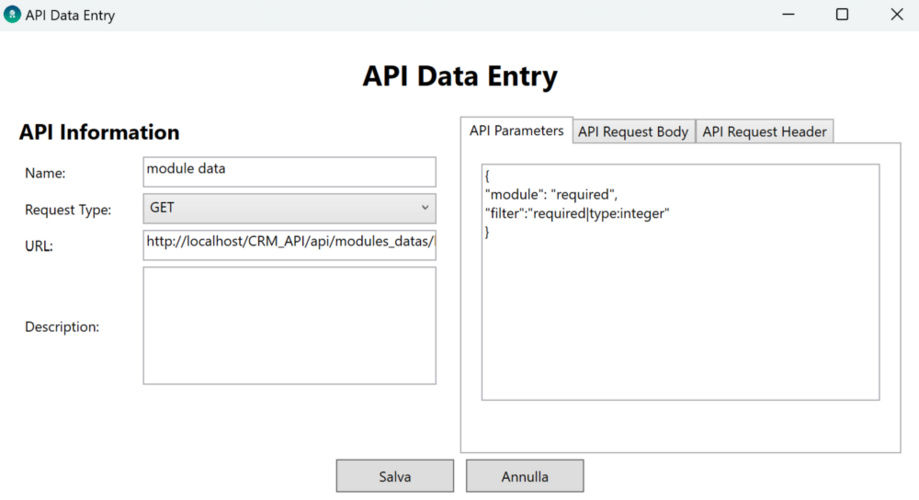 API Data Entry
API Data Entry
API Information
Name:
module data
Request Type:
GET
URL:
http://localhost/CRM_API/api/modules_datas/
Description:
API Parameters
API Request Body
API Request Header
{
"module": "required",
"filter":"required|type:integer"
}
Salva
Annulla